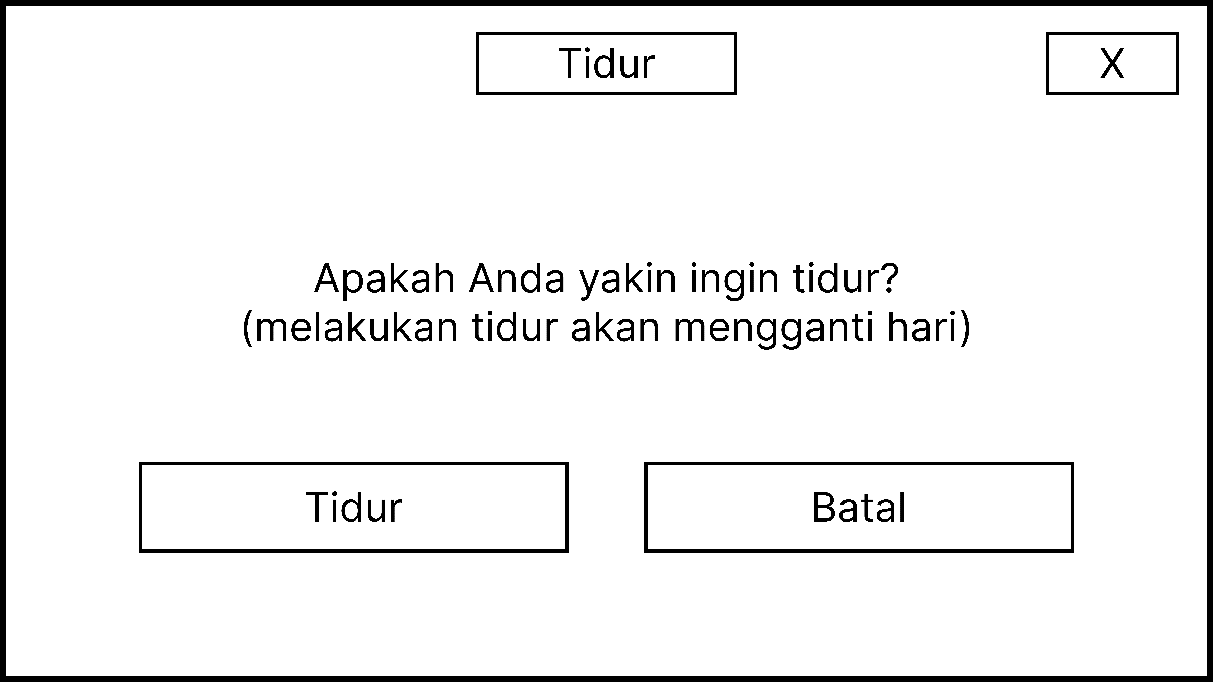 Tidur
X
Apakah Anda yakin ingin tidur?
(melakukan tidur akan mengganti hari)
Tidur
Batal